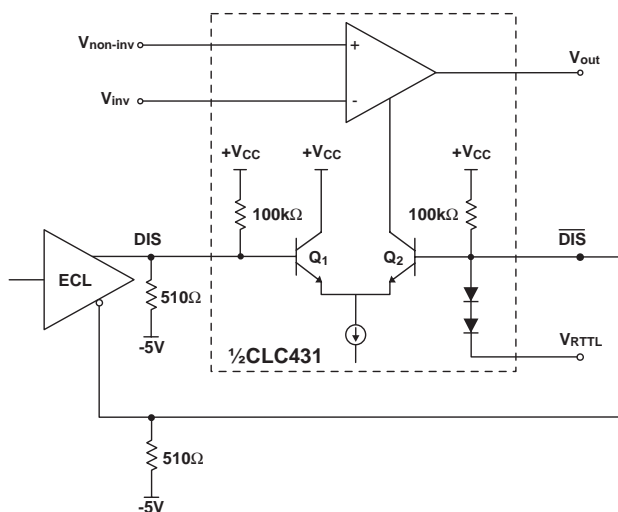 Vnon-inv
+
Vout
Vinv
-
+VCC +VCC +VCC
100kΩ 100kΩ
DIS Q1 Q2 D̅I̅S̅
ECL
510Ω
-5V
½CLC431
VRTTL
510Ω
-5V